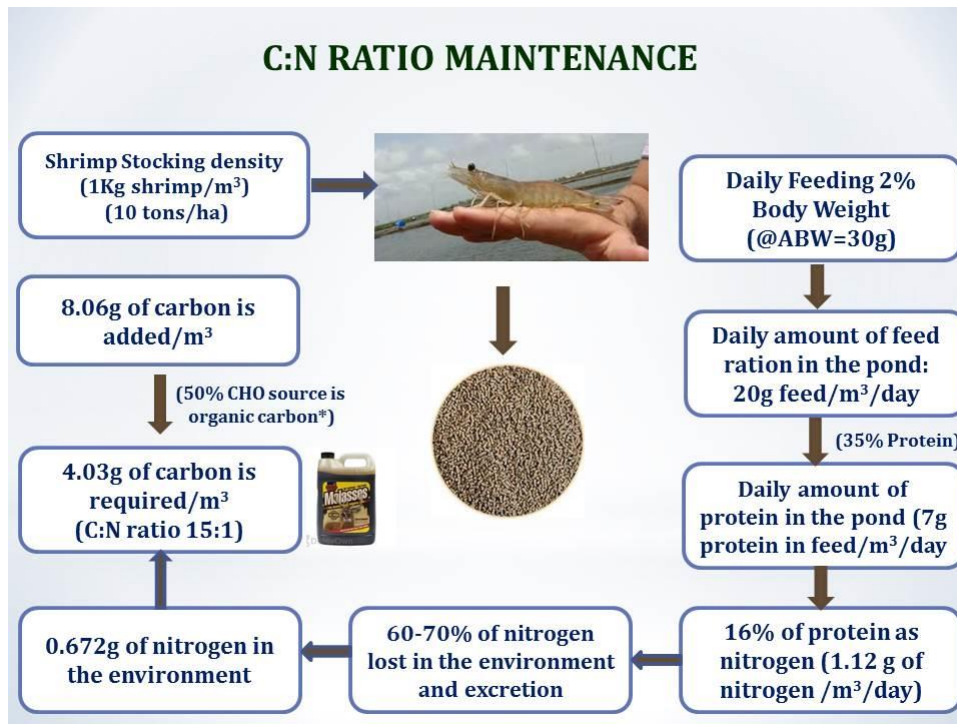 C:N RATIO MAINTENANCE
Shrimp Stocking density
(1Kg shrimp/m³)
(10 tons/ha)
Daily Feeding 2%
Body Weight
(@ABW=30g)
8.06g of carbon is
added/m³
Daily amount of feed
ration in the pond:
20g feed/m³/day
(50% CHO source is
organic carbon*)
(35% Protein)
4.03g of carbon is
required/m³
(C:N ratio 15:1)
Molasses
Daily amount of
protein in the pond (7g
protein in feed/m³/day
0.672g of nitrogen in
the environment
60-70% of nitrogen
lost in the environment
and excretion
16% of protein as
nitrogen (1.12 g of
nitrogen /m³/day)